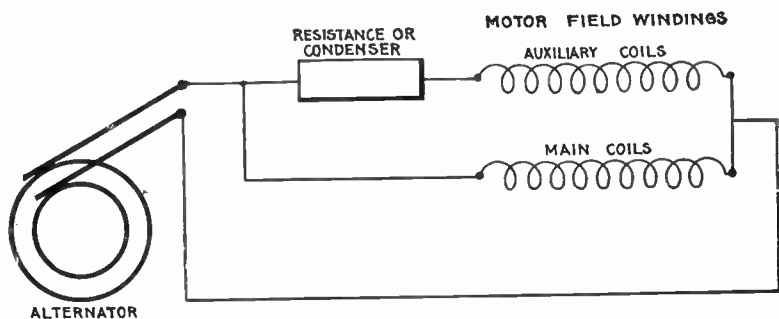 MOTOR FIELD WINDINGS
RESISTANCE OR
CONDENSER
AUXILIARY COILS
MAIN COILS
ALTERNATOR